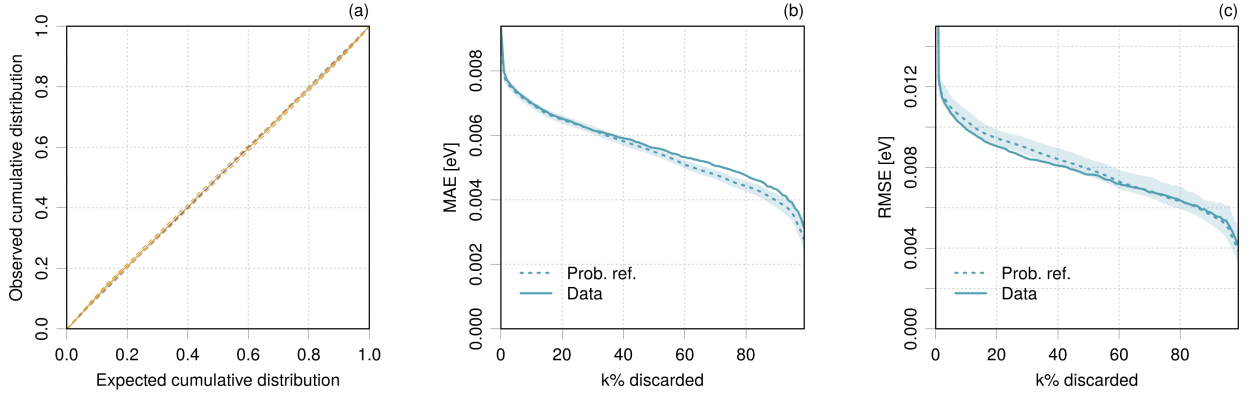 (a)
Observed cumulative distribution
0.0 0.2 0.4 0.6 0.8 1.0
0.0 0.2 0.4 0.6 0.8 1.0
Expected cumulative distribution
(b)
MAE [eV]
0.000 0.002 0.004 0.006 0.008
Prob. ref.
Data
0 20 40 60 80
k% discarded
(c)
RMSE [eV]
0.000 0.004 0.008 0.012
Prob. ref.
Data
0 20 40 60 80
k% discarded